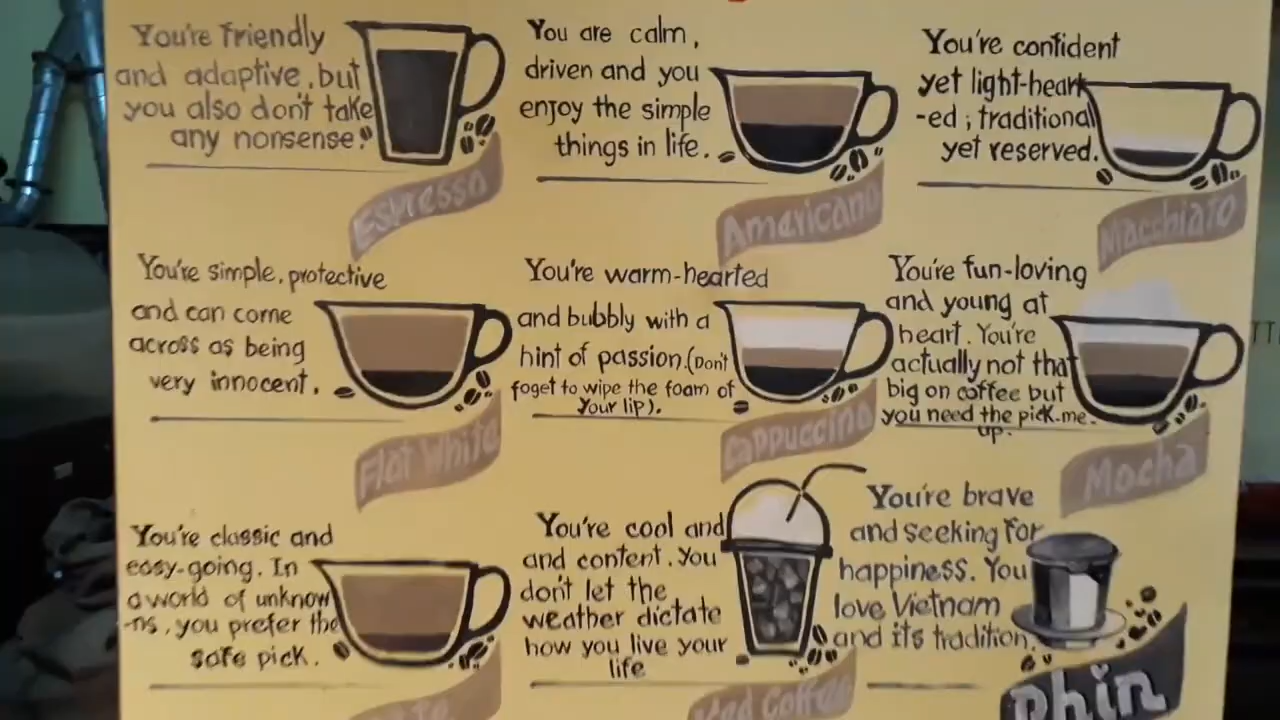 You're friendly
and adaptive, but
you also don't take
any nonsense!
Espresso
You are calm,
driven and you
enjoy the simple
things in life.
Americano
You're confident
yet light-heart
-ed ; traditional
yet reserved.
Macchiato
You're simple, protective
and can come
across as being
very innocent.
Flat White
You're warm-hearted
and bubbly with a
hint of passion.(Don't
foget to wipe the foam of
your lip).
Cappuccino
You're fun-loving
and young at
heart. You're
actually not that
big on coffee but
you need the pick-me-
up.
Mocha
You're classic and
easy-going. In
a world of unknow
-ns, you prefer the
safe pick.
You're cool and
and content. You
don't let the
weather dictate
how you live your
life
Iced Coffee
You're brave
and seeking for
happiness. You
love Vietnam
and its tradition.
Phin